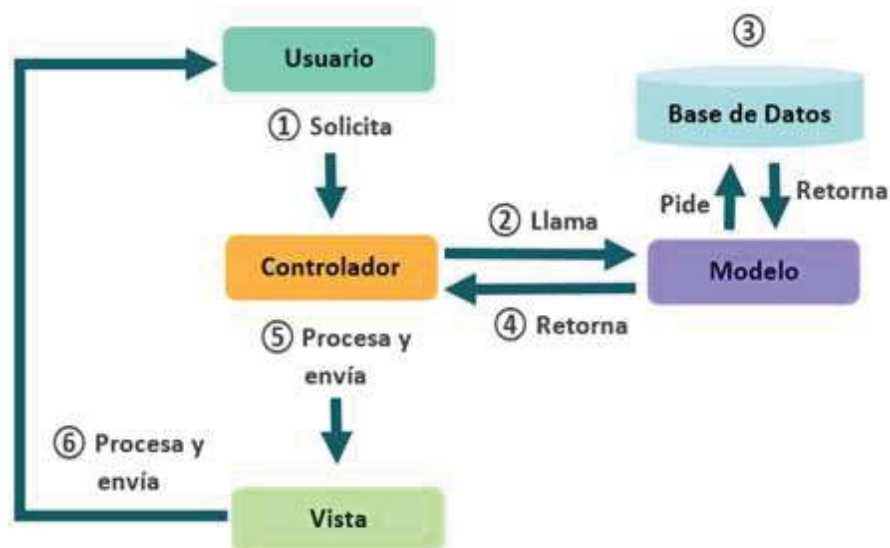 ③
Usuario
Base de Datos
① Solicita
Pide
Retorna
② Llama
Controlador
Modelo
④ Retorna
⑤ Procesa y
envía
⑥ Procesa y
envía
Vista